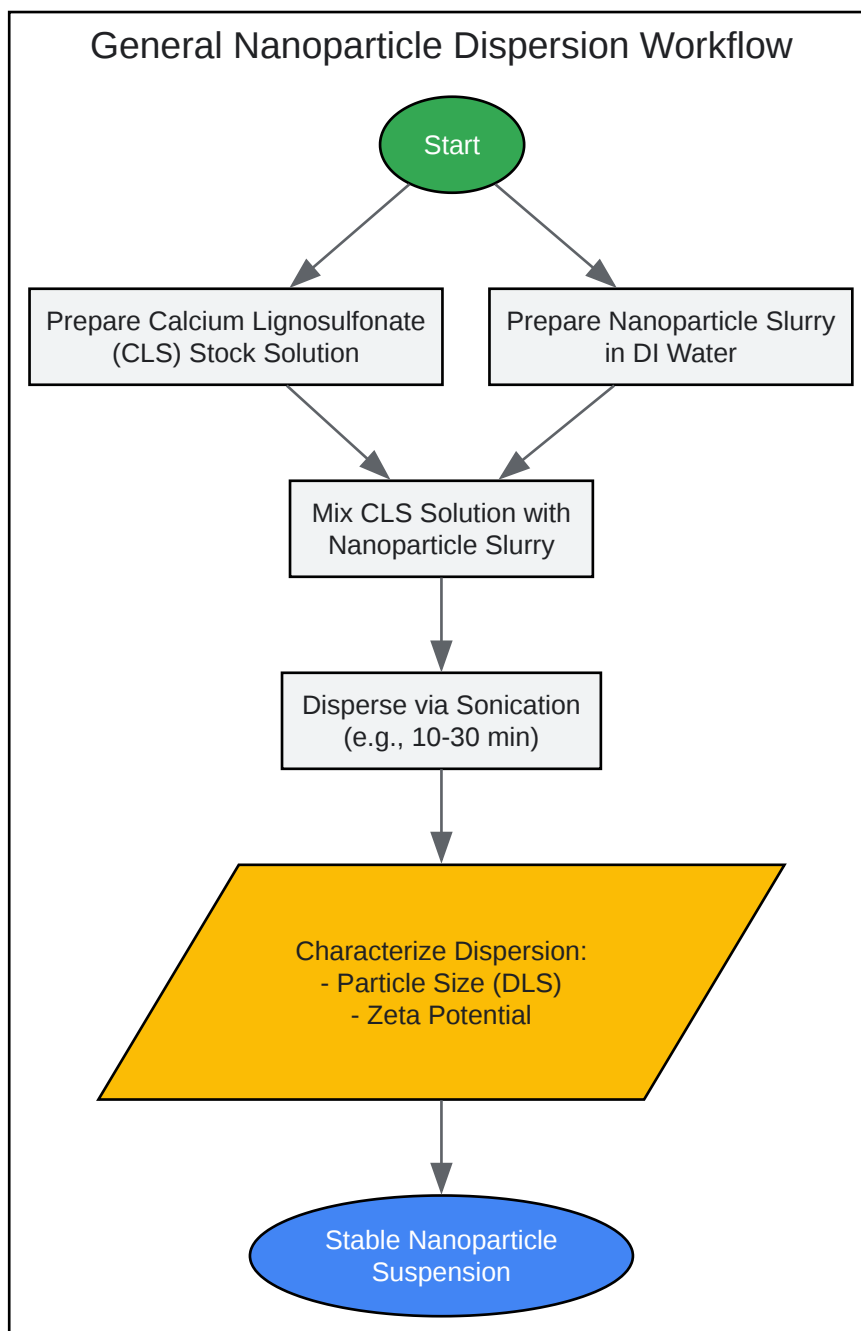 General Nanoparticle Dispersion Workflow
Start
Prepare Calcium Lignosulfonate
(CLS) Stock Solution
Prepare Nanoparticle Slurry
in DI Water
Mix CLS Solution with
Nanoparticle Slurry
Disperse via Sonication
(e.g., 10-30 min)
Characterize Dispersion:
- Particle Size (DLS)
- Zeta Potential
Stable Nanoparticle
Suspension